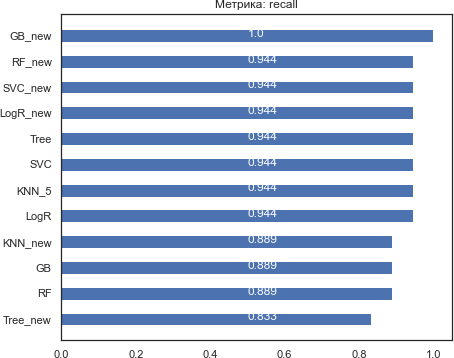 Метрика: recall
GB_new 1.0
RF_new 0.944
SVC_new 0.944
LogR_new 0.944
Tree 0.944
SVC 0.944
KNN_5 0.944
LogR 0.944
KNN_new 0.889
GB 0.889
RF 0.889
Tree_new 0.833
0.0 0.2 0.4 0.6 0.8 1.0